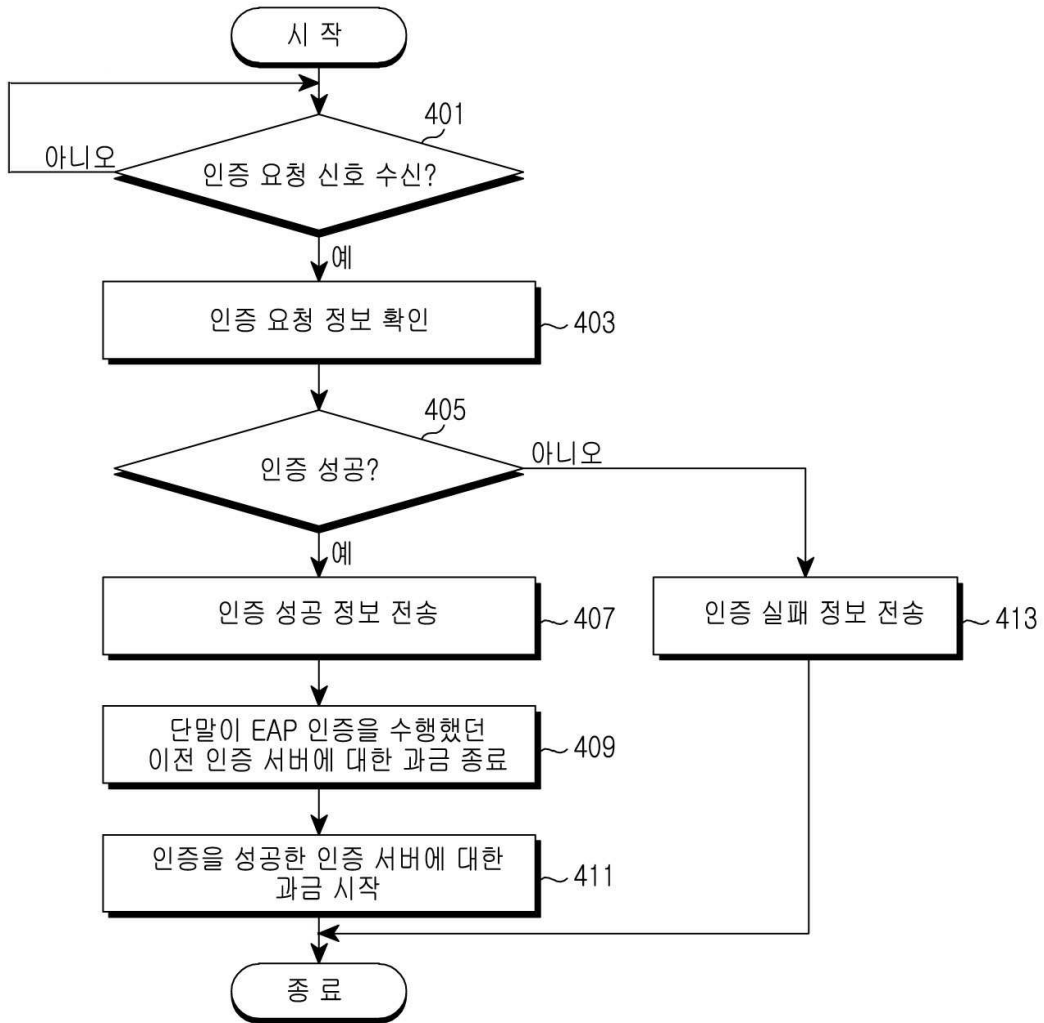 시 작
401
아니오
인증 요청 신호 수신?
예
인증 요청 정보 확인
403
405
인증 성공?
아니오
예
인증 성공 정보 전송
407
인증 실패 정보 전송
413
단말이 EAP 인증을 수행했던
이전 인증 서버에 대한 과금 종료
409
인증을 성공한 인증 서버에 대한
과금 시작
411
종 료